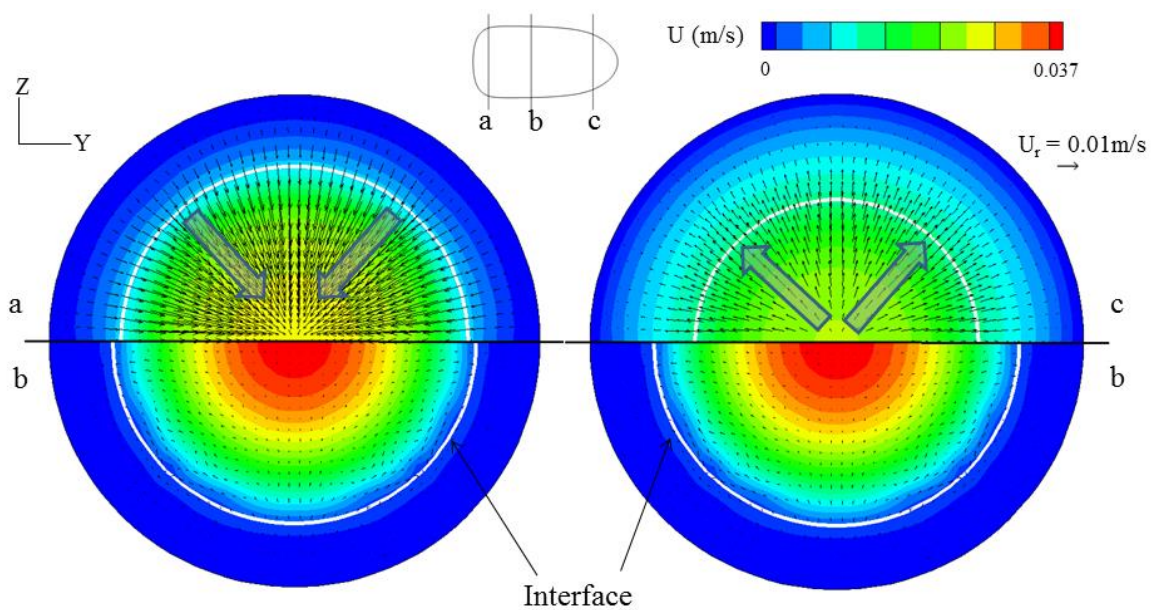 U (m/s)
0 0.037
a b c
Z
Y
U_r = 0.01m/s
a
b
c
b
Interface